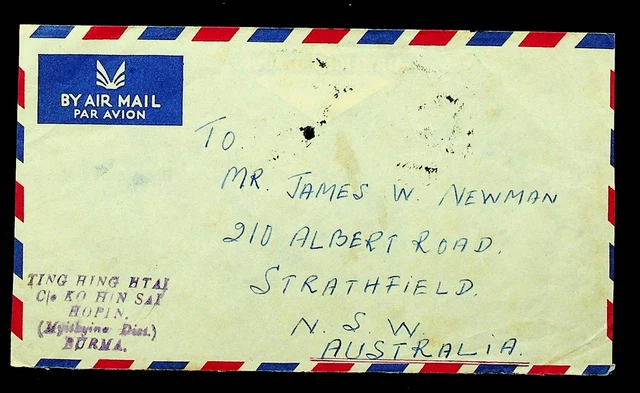 BY AIR MAIL
PAR AVION
TO.
MR. JAMES W. NEWMAN
210 ALBERT ROAD.
STRATHFIELD.
N. S. W.
AUSTRALIA.
TING HING HTAI
C/o KO HIN SAI
HOPIN.
(Myitkyina Dist.)
BURMA.